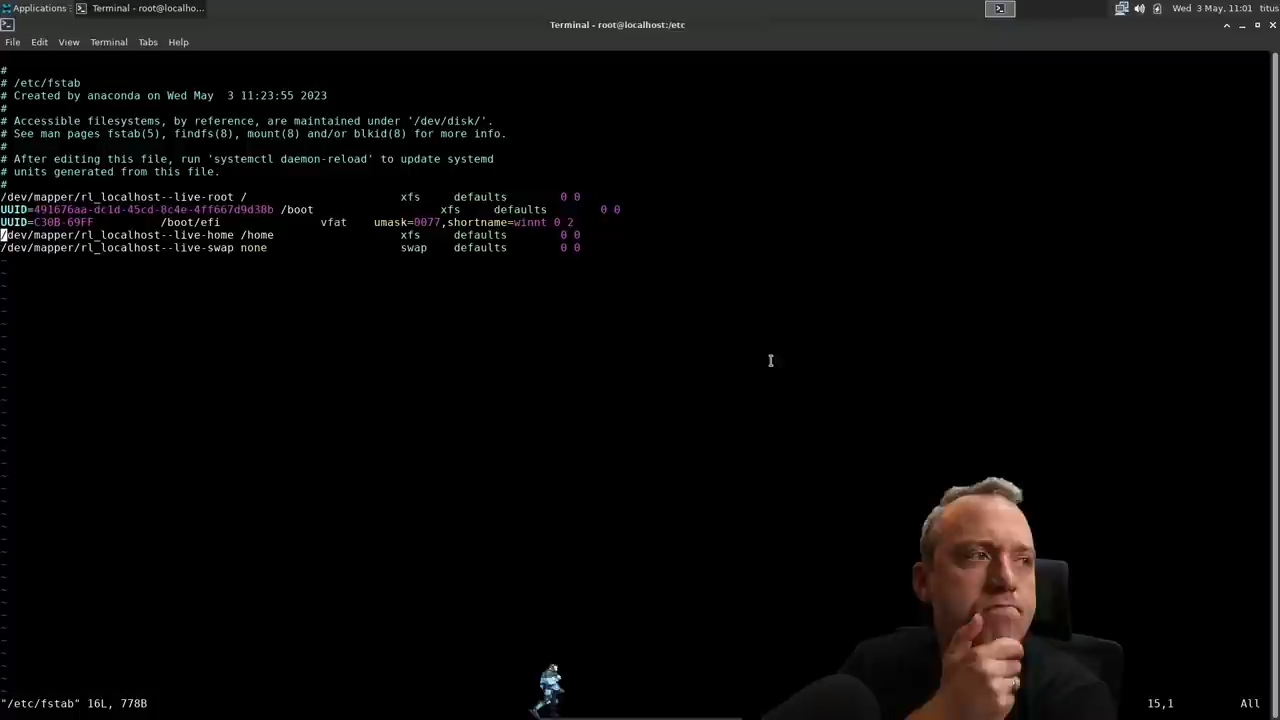 Applications
Terminal - root@localho...
Wed 3 May, 11:01 titus
Terminal - root@localhost:/etc
File Edit View Terminal Tabs Help
#
# /etc/fstab
# Created by anaconda on Wed May  3 11:23:55 2023
#
# Accessible filesystems, by reference, are maintained under '/dev/disk/'.
# See man pages fstab(5), findfs(8), mount(8) and/or blkid(8) for more info.
#
# After editing this file, run 'systemctl daemon-reload' to update systemd
# units generated from this file.
#
/dev/mapper/rl_localhost--live-root /                       xfs     defaults        0 0
UUID=491676aa-dc1d-45cd-8c4e-4ff667d9d38b /boot                   xfs     defaults        0 0
UUID=C30B-69FF          /boot/efi               vfat    umask=0077,shortname=winnt 0 2
/dev/mapper/rl_localhost--live-home /home                   xfs     defaults        0 0
/dev/mapper/rl_localhost--live-swap none                    swap    defaults        0 0
"/etc/fstab" 16L, 778B
15,1
All